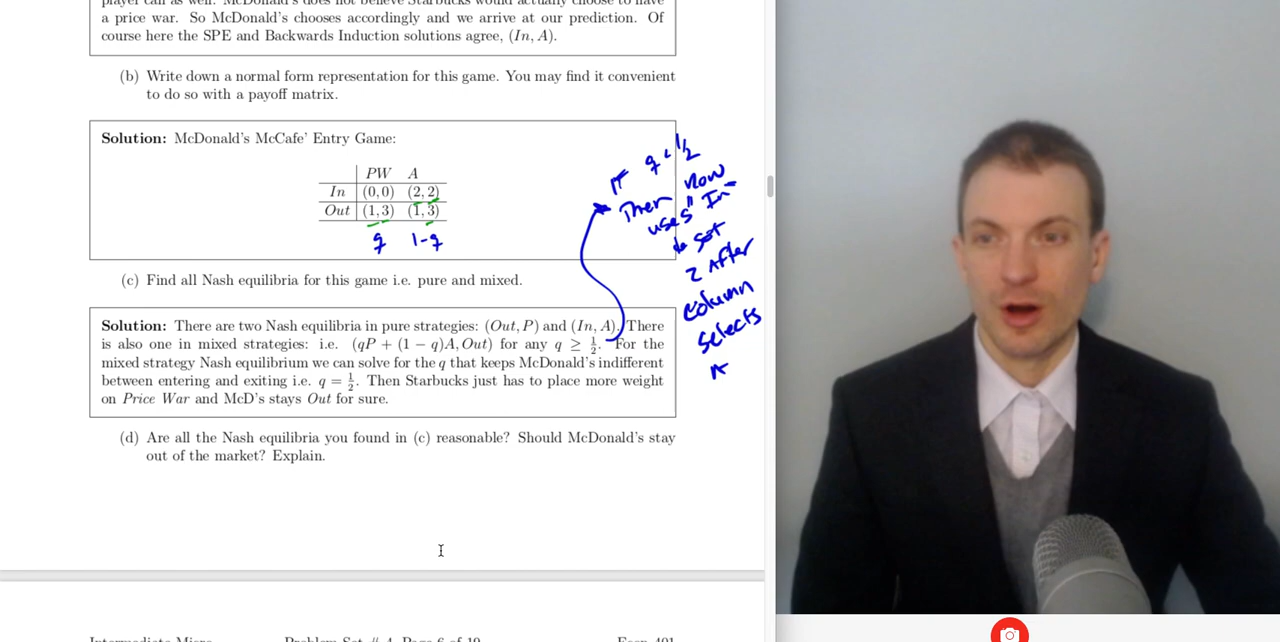 player can as well. McDonald's does not believe Starbucks would actually choose to have
a price war. So McDonald's chooses accordingly and we arrive at our prediction. Of
course here the SPE and Backwards Induction solutions agree, (In, A).
(b) Write down a normal form representation for this game. You may find it convenient
to do so with a payoff matrix.
Solution: McDonald's McCafe' Entry Game:
PW A
In (0,0) (2,2)
Out (1,3) (1,3)
q 1-q
If q < 1/2
Then Row
uses "In"
to get
2 After
column
selects
A
(c) Find all Nash equilibria for this game i.e. pure and mixed.
Solution: There are two Nash equilibria in pure strategies: (Out, P) and (In, A). There
is also one in mixed strategies: i.e. (qP + (1 − q)A, Out) for any q ≥ 1/2. For the
mixed strategy Nash equilibrium we can solve for the q that keeps McDonald's indifferent
between entering and exiting i.e. q = 1/2. Then Starbucks just has to place more weight
on Price War and McD's stays Out for sure.
(d) Are all the Nash equilibria you found in (c) reasonable? Should McDonald's stay
out of the market? Explain.